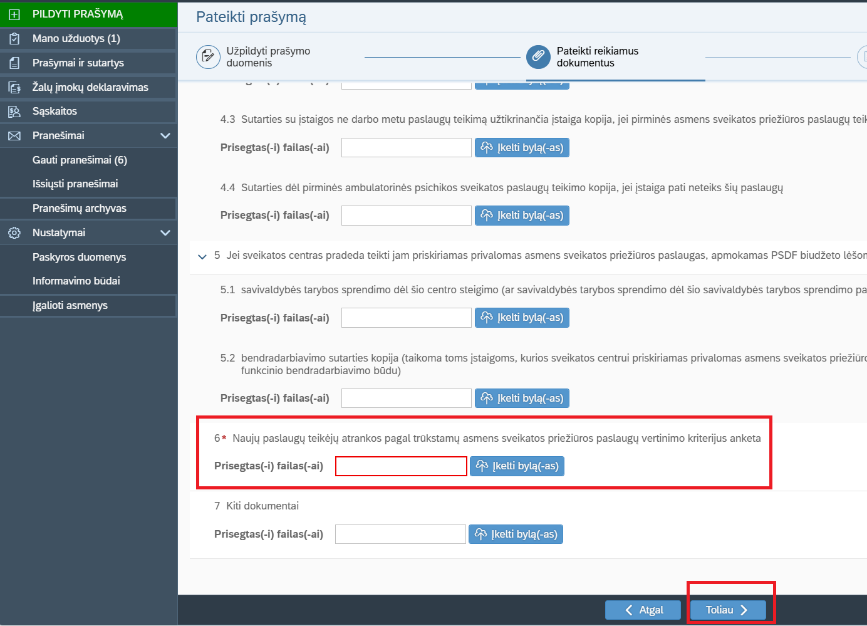 PILDYTI PRAŠYMĄ
Mano užduotys (1)
Prašymai ir sutartys
Žalų įmokų deklaravimas
Sąskaitos
Pranešimai
Gauti pranešimai (6)
Išsiųsti pranešimai
Pranešimų archyvas
Nustatymai
Paskyros duomenys
Informavimo būdai
Įgalioti asmenys
Pateikti prašymą
Užpildyti prašymo
duomenis
Pateikti reikiamus
dokumentus
4.3 Sutarties su įstaigos ne darbo metu paslaugų teikimą užtikrinančia įstaiga kopija, jei pirminės asmens sveikatos priežiūros paslaugų
Prisegtas(-i) failas(-ai)
Įkelti bylą(-as)
4.4 Sutarties dėl pirminės ambulatorinės psichikos sveikatos paslaugų teikimo kopija, jei įstaiga pati neteiks šių paslaugų
Prisegtas(-i) failas(-ai)
Įkelti bylą(-as)
5 Jei sveikatos centras pradeda teikti jam priskiriamas privalomas asmens sveikatos priežiūros paslaugas, apmokamas PSDF biudžeto
5.1 savivaldybės tarybos sprendimo dėl šio centro steigimo (ar savivaldybės tarybos sprendimo dėl šio savivaldybės tarybos sprendimo
Prisegtas(-i) failas(-ai)
Įkelti bylą(-as)
5.2 bendradarbiavimo sutarties kopija (taikoma toms įstaigoms, kurios sveikatos centrui priskiriamas privalomas asmens sveikatos
funkcinio bendradarbiavimo būdu)
Prisegtas(-i) failas(-ai)
Įkelti bylą(-as)
6* Naujų paslaugų teikėjų atrankos pagal trūkstamų asmens sveikatos priežiūros paslaugų vertinimo kriterijus anketa
Prisegtas(-i) failas(-ai)
Įkelti bylą(-as)
7 Kiti dokumentai
Prisegtas(-i) failas(-ai)
Įkelti bylą(-as)
Atgal
Toliau